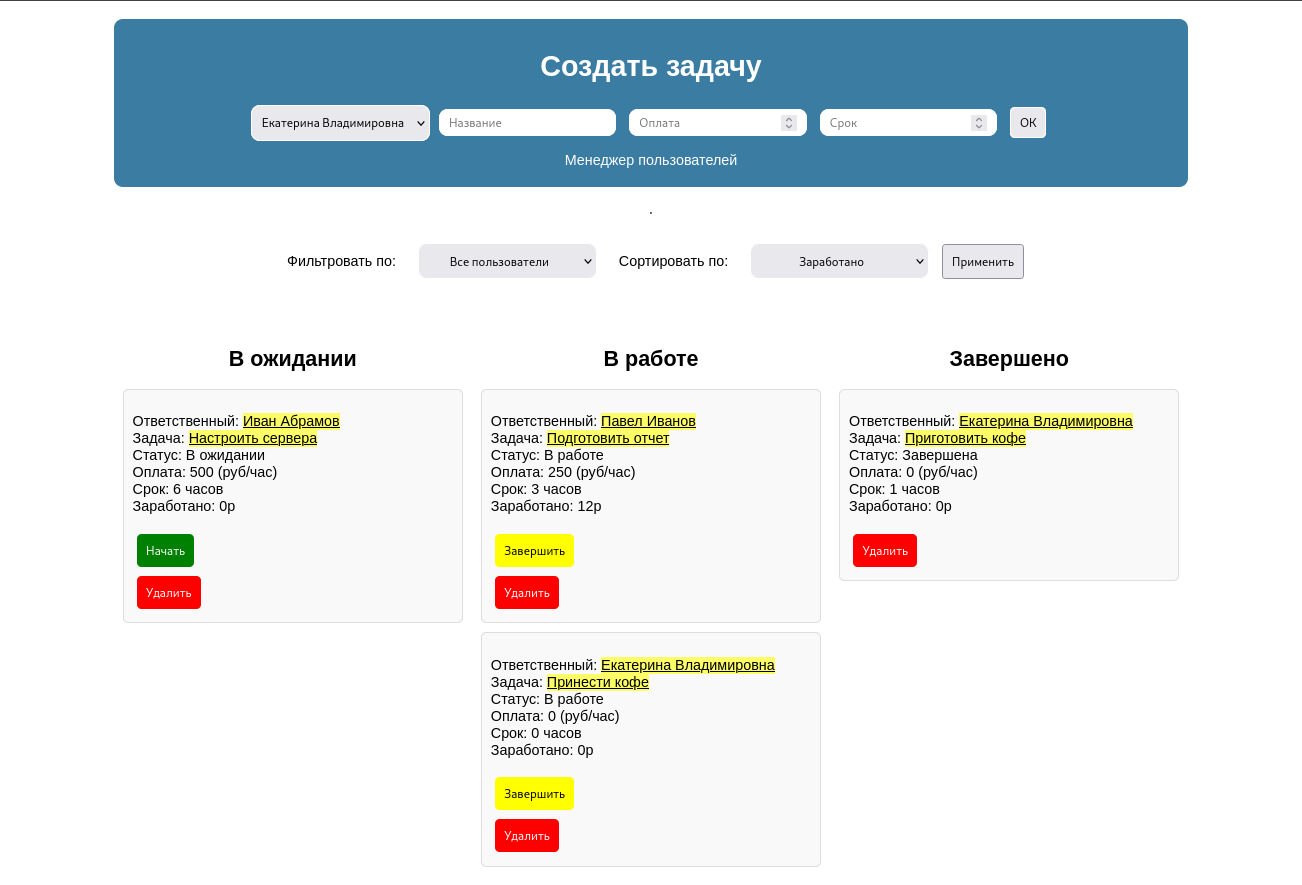 Создать задачу
Екатерина Владимировна Название Оплата Срок ОК
Менеджер пользователей
.
Фильтровать по: Все пользователи Сортировать по: Заработано Применить
В ожидании
Ответственный: Иван Абрамов
Задача: Настроить сервера
Статус: В ожидании
Оплата: 500 (руб/час)
Срок: 6 часов
Заработано: 0р
Начать
Удалить
В работе
Ответственный: Павел Иванов
Задача: Подготовить отчет
Статус: В работе
Оплата: 250 (руб/час)
Срок: 3 часов
Заработано: 12р
Завершить
Удалить
Ответственный: Екатерина Владимировна
Задача: Принести кофе
Статус: В работе
Оплата: 0 (руб/час)
Срок: 0 часов
Заработано: 0р
Завершить
Удалить
Завершено
Ответственный: Екатерина Владимировна
Задача: Приготовить кофе
Статус: Завершена
Оплата: 0 (руб/час)
Срок: 1 часов
Заработано: 0р
Удалить